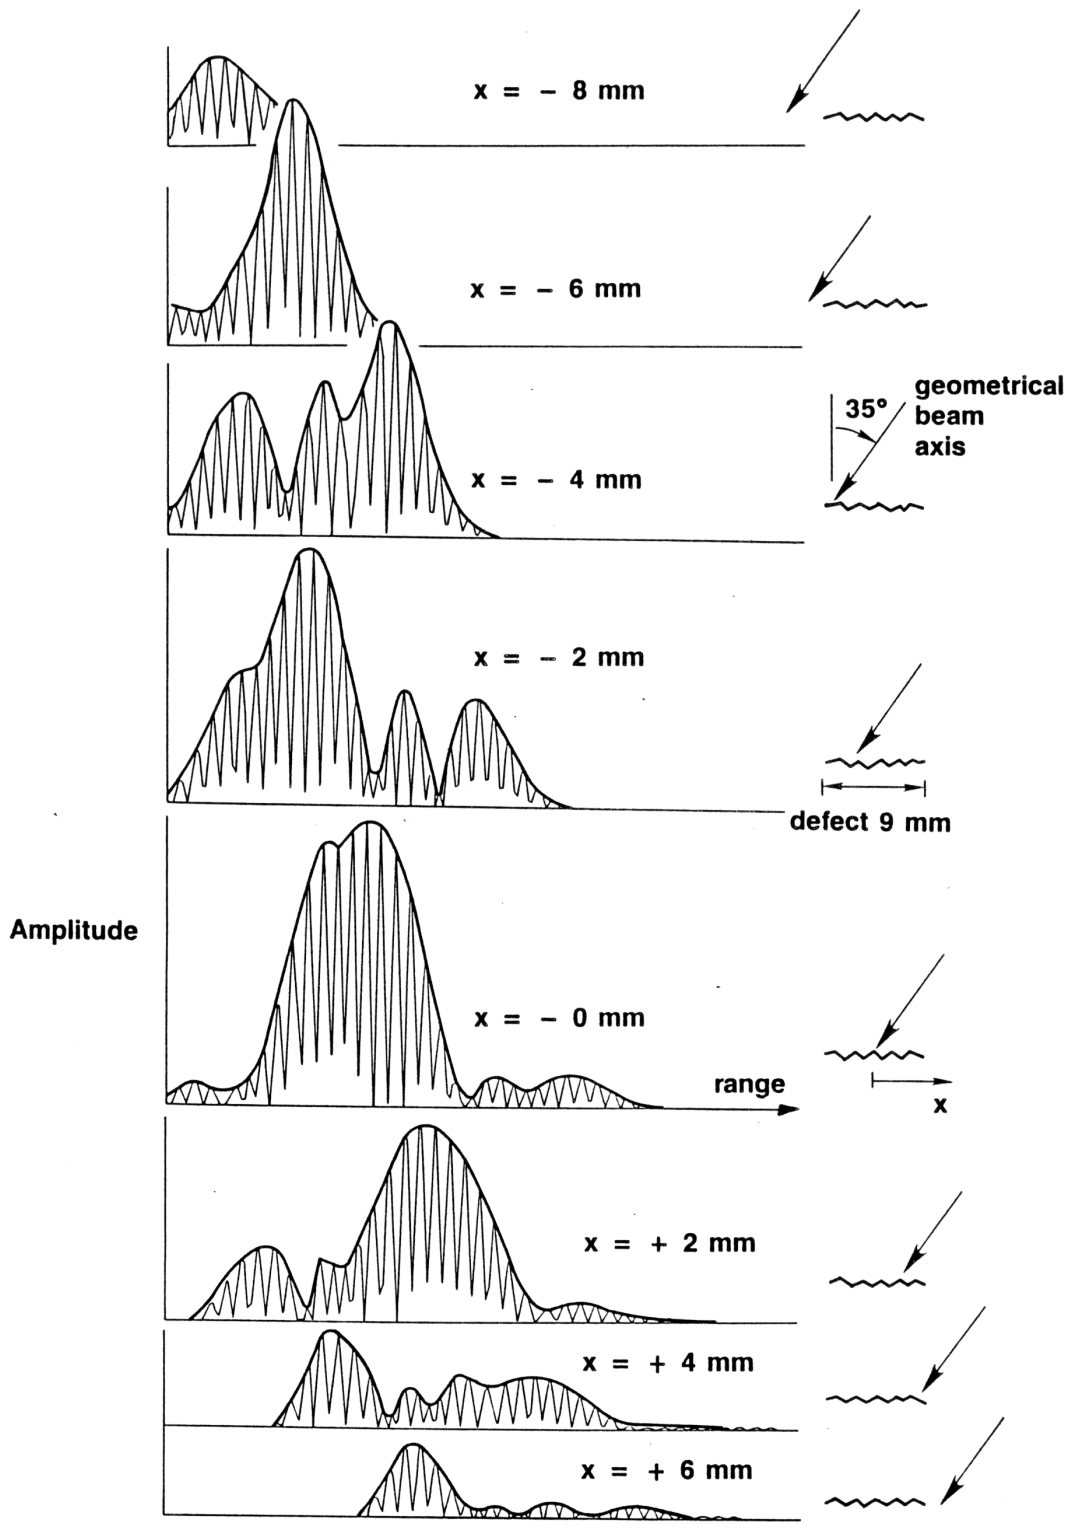 x = - 8 mm
x = - 6 mm
geometrical
35° beam
axis
x = - 4 mm
x = - 2 mm
defect 9 mm
Amplitude
x = - 0 mm
range
x
x = + 2 mm
x = + 4 mm
x = + 6 mm